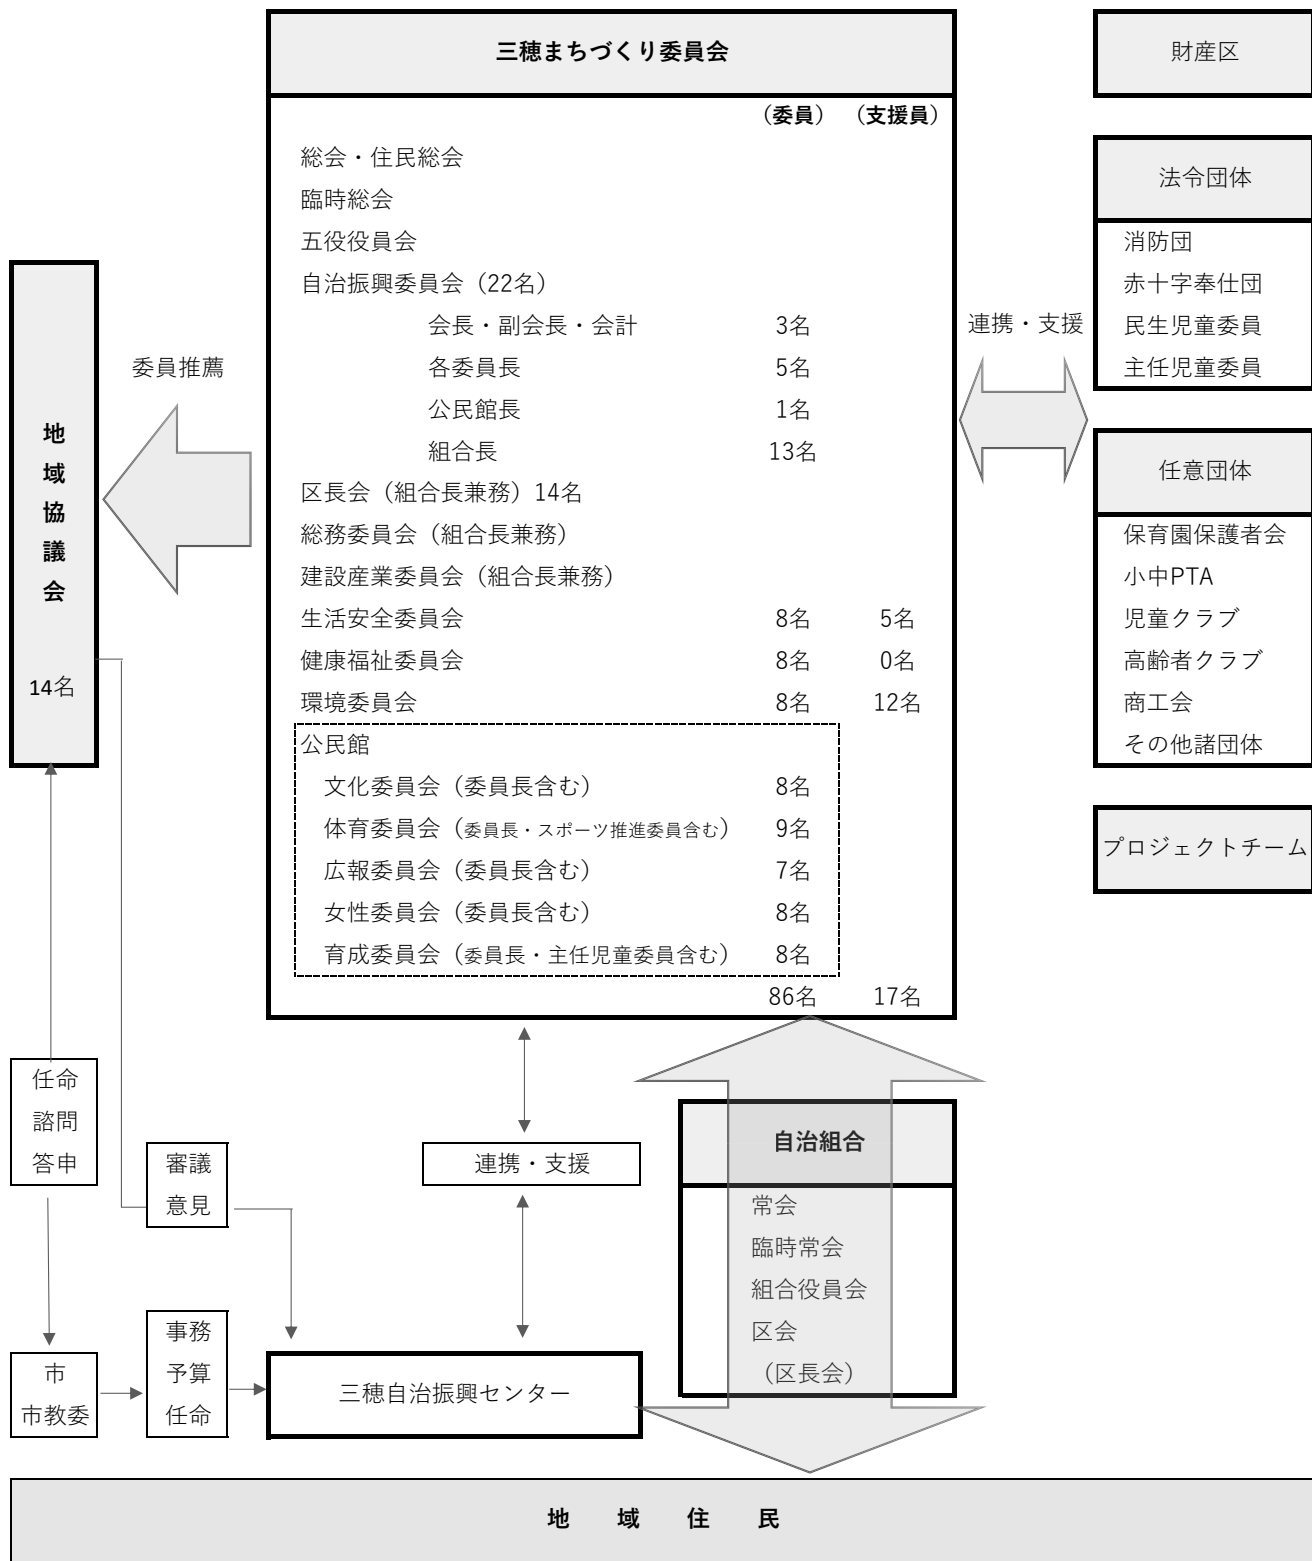 三穂まちづくり委員会
（委員）（支援員）
総会・住民総会
臨時総会
五役役員会
自治振興委員会（22名）
会長・副会長・会計 3名
各委員長 5名
公民館長 1名
組合長 13名
区長会（組合長兼務）14名
総務委員会（組合長兼務）
建設産業委員会（組合長兼務）
生活安全委員会 8名 5名
健康福祉委員会 8名 0名
環境委員会 8名 12名
公民館
文化委員会（委員長含む） 8名
体育委員会（委員長・スポーツ推進委員含む） 9名
広報委員会（委員長含む） 7名
女性委員会（委員長含む） 8名
育成委員会（委員長・主任児童委員含む） 8名
86名 17名
委員推薦
地域協議会
14名
連携・支援
財産区
法令団体
消防団
赤十字奉仕団
民生児童委員
主任児童委員
任意団体
保育園保護者会
小中PTA
児童クラブ
高齢者クラブ
商工会
その他諸団体
プロジェクトチーム
任命
諮問
答申
審議
意見
連携・支援
自治組合
常会
臨時常会
組合役員会
区会
（区長会）
市
市教委
事務
予算
任命
三穂自治振興センター
地域住民